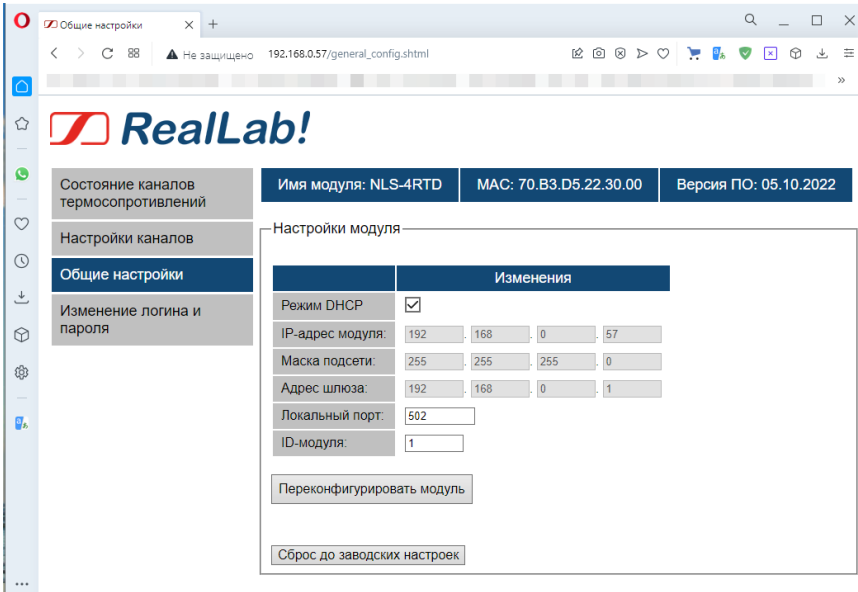 Общие настройки
Не защищено
192.168.0.57/general_config.shtml
RealLab!
Состояние каналов
термосопротивлений
Настройки каналов
Общие настройки
Изменение логина и
пароля
Имя модуля: NLS-4RTD
MAC: 70.B3.D5.22.30.00
Версия ПО: 05.10.2022
Настройки модуля
Изменения
Режим DHCP
IP-адрес модуля: 192 . 168 . 0 . 57
Маска подсети: 255 . 255 . 255 . 0
Адрес шлюза: 192 . 168 . 0 . 1
Локальный порт: 502
ID-модуля: 1
Переконфигурировать модуль
Сброс до заводских настроек